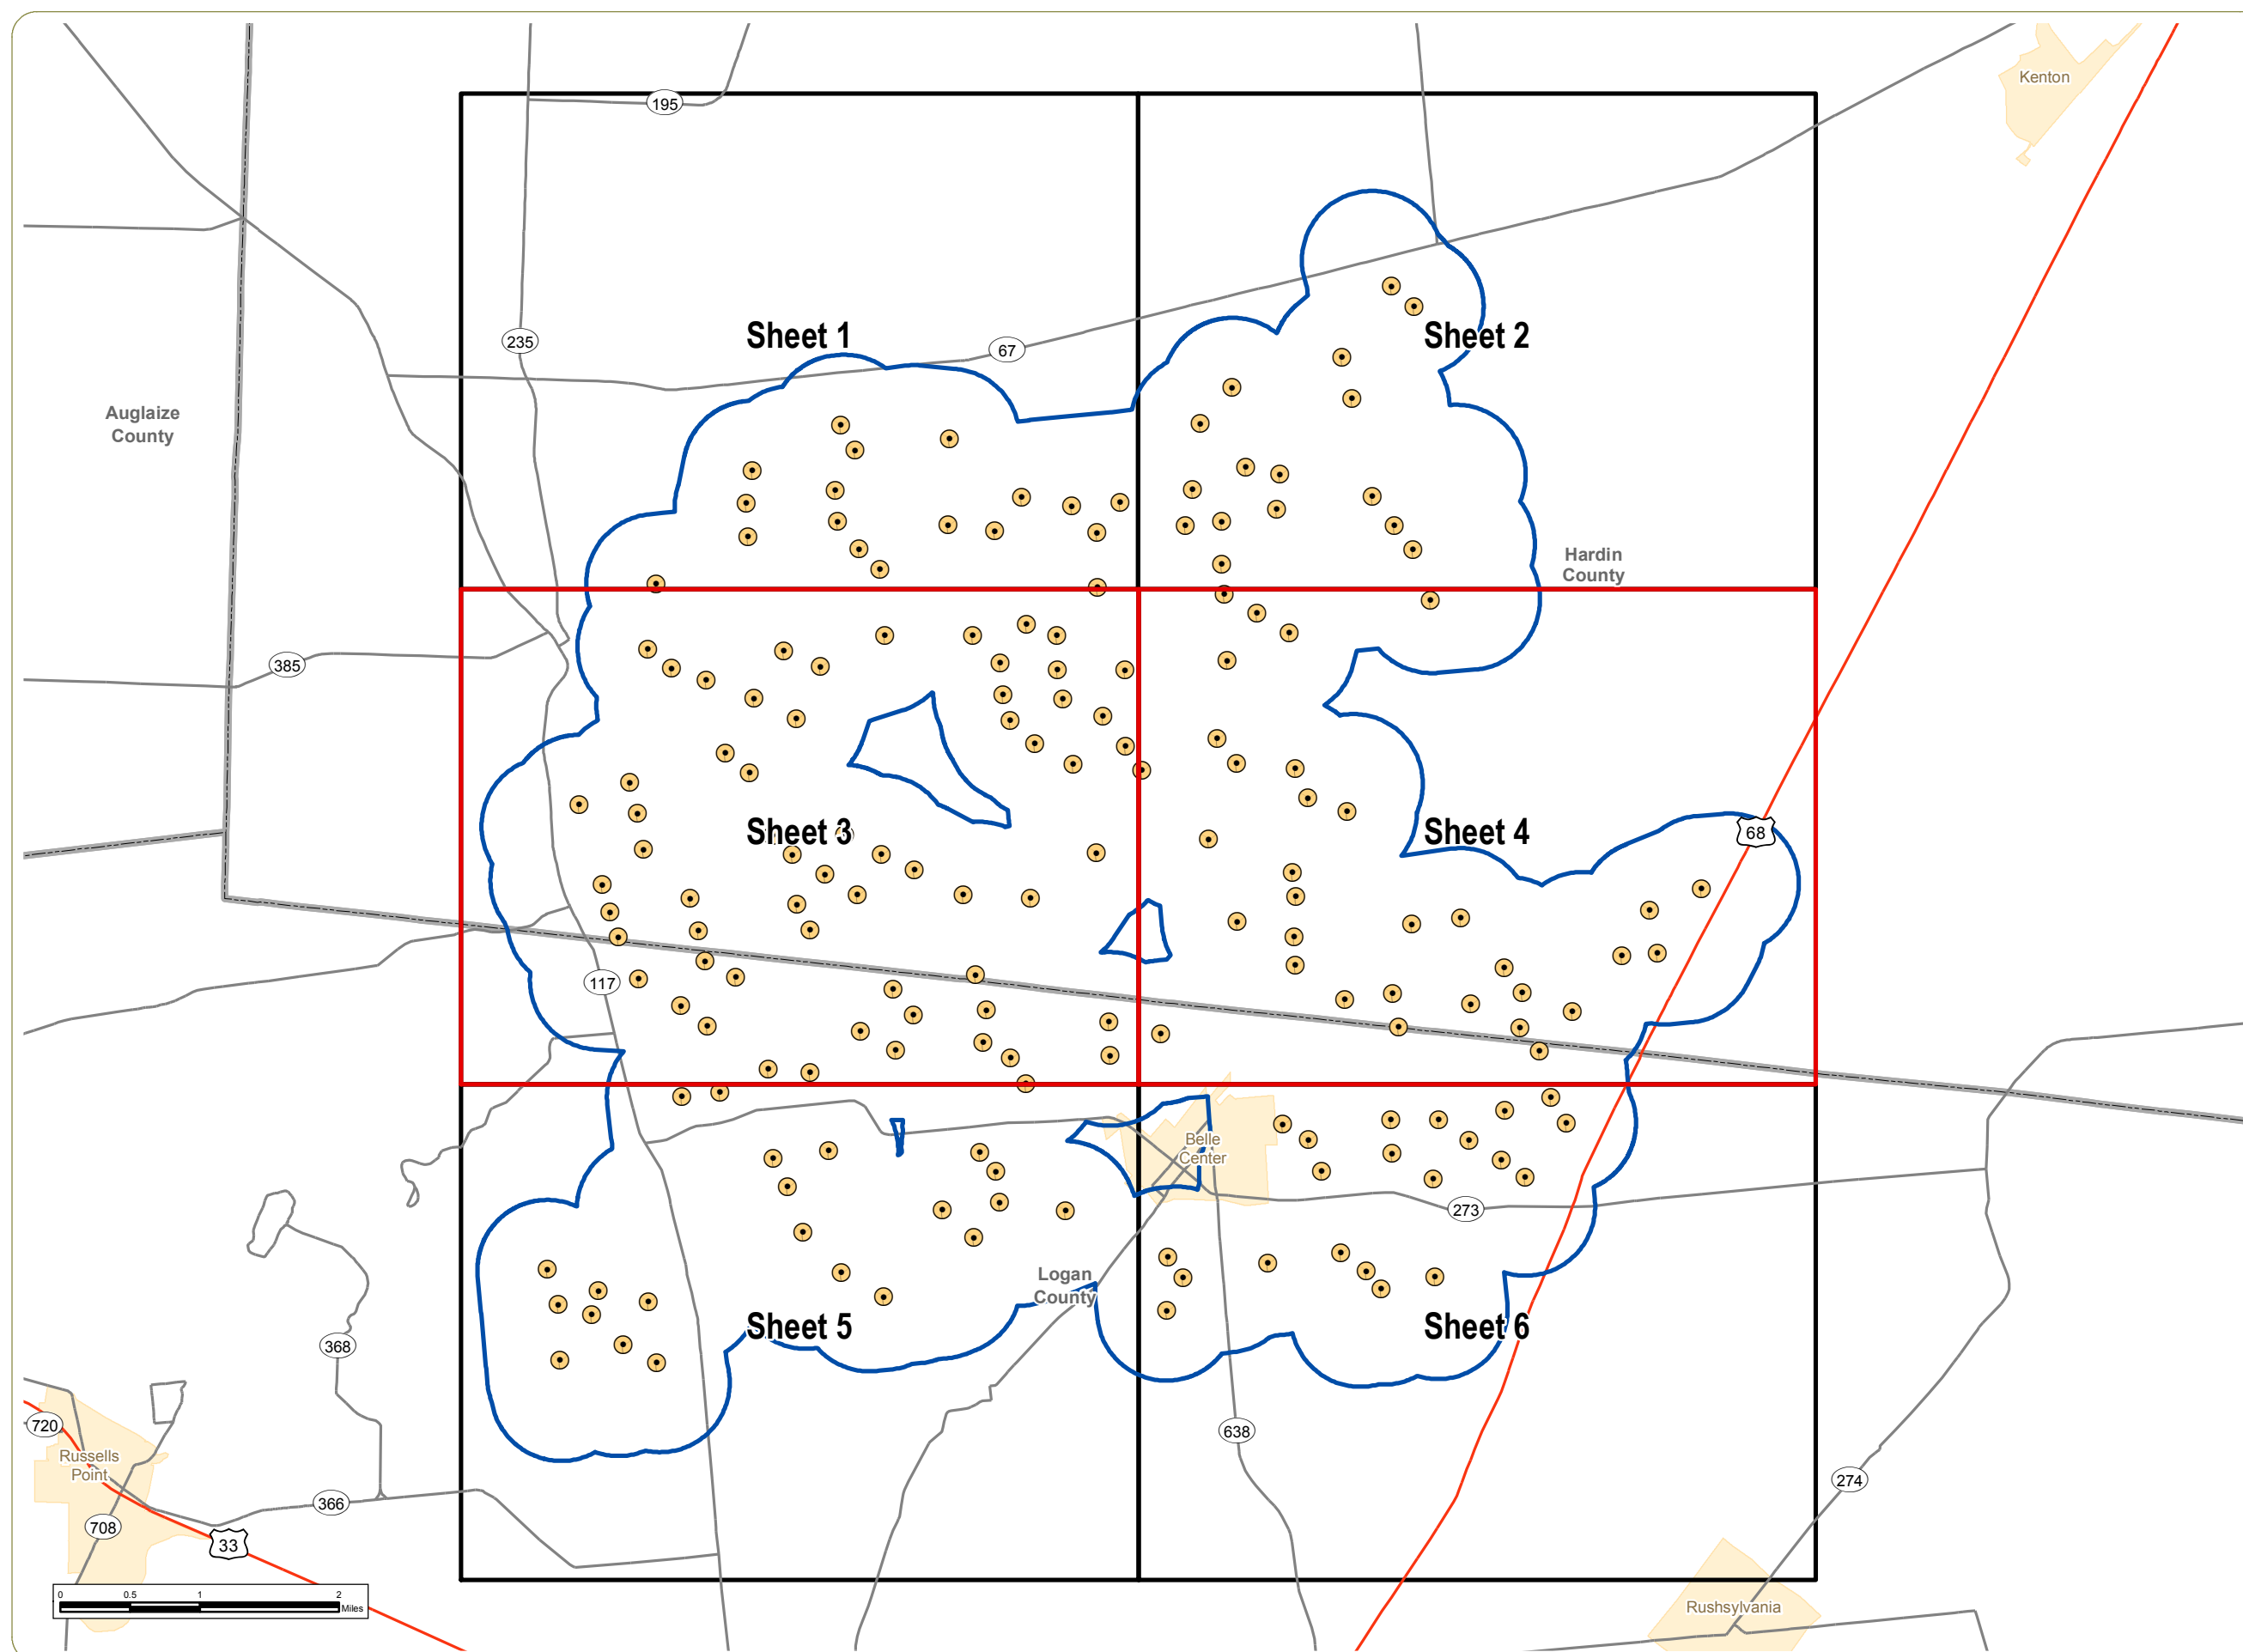 Kenton
195
235
Sheet 1
67
Sheet 2
Auglaize
County
Hardin
County
385
Sheet 3
Sheet 4
68
117
Belle
Center
273
Logan
County
Sheet 5
Sheet 6
368
720
Russells
Point
638
274
366
708
33
0 0.5 1 2
Miles
Rushsylvania